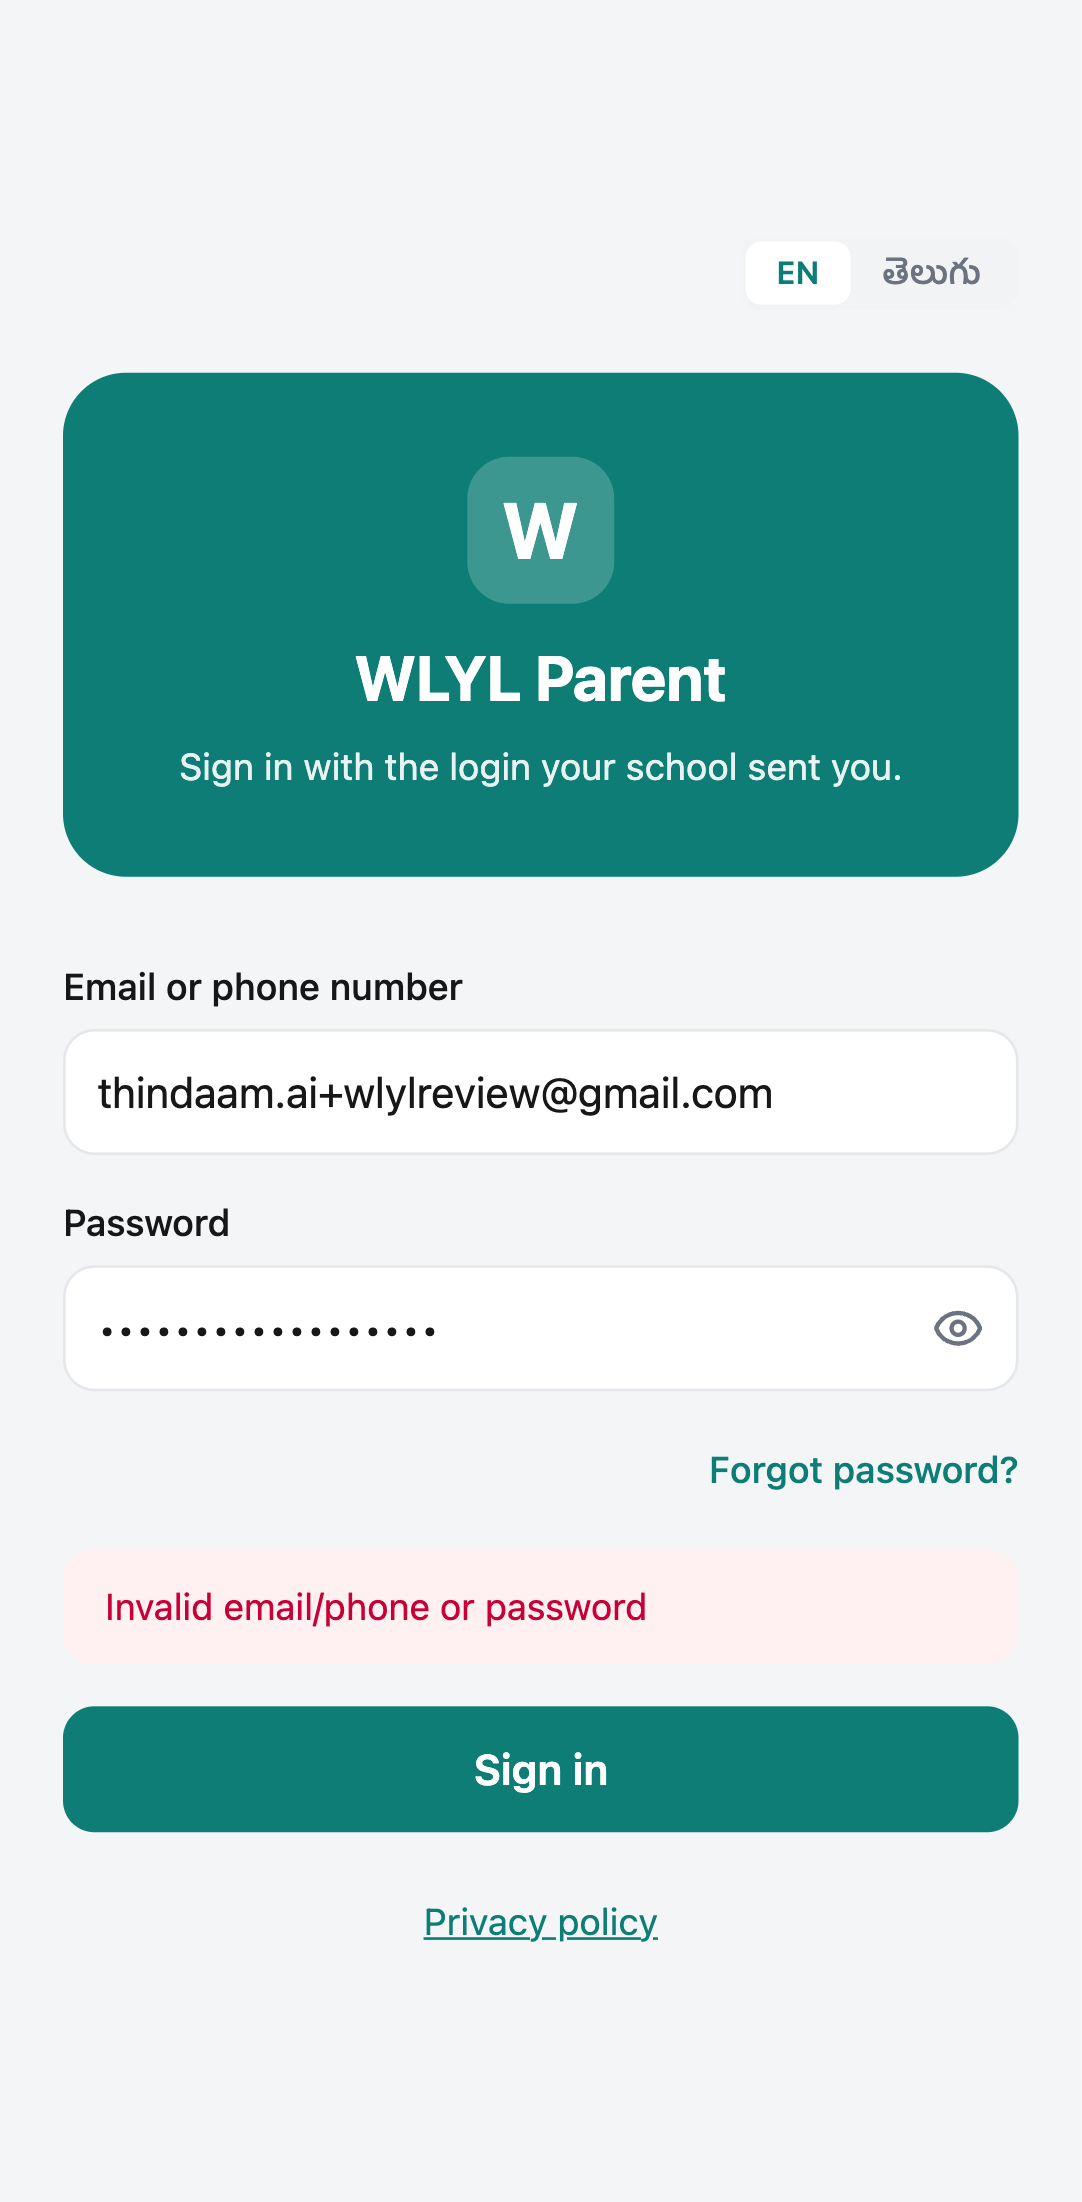 EN
తెలుగు
W
WLYL Parent
Sign in with the login your school sent you.
Email or phone number
thindaam.ai+wlylreview@gmail.com
Password
••••••••••••••••••
Forgot password?
Invalid email/phone or password
Sign in
Privacy policy